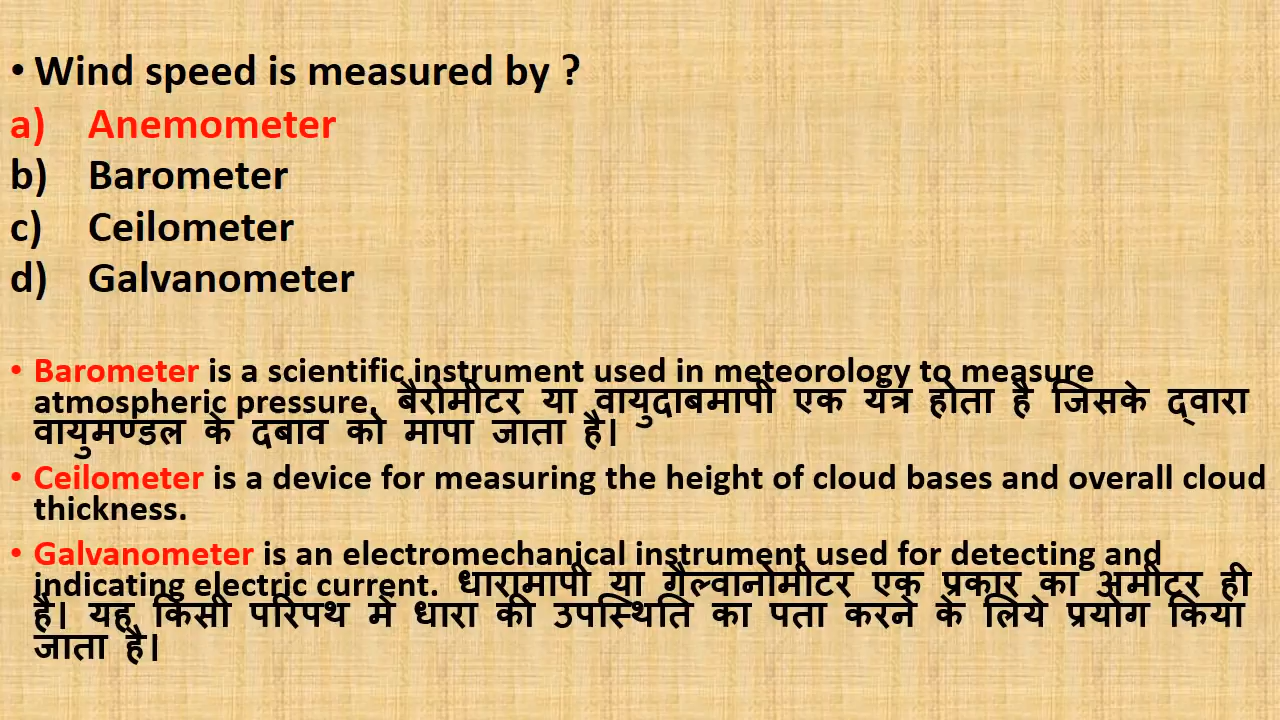 • Wind speed is measured by ?
a) Anemometer
b) Barometer
c) Ceilometer
d) Galvanometer
• Barometer is a scientific instrument used in meteorology to measure
atmospheric pressure. बैरोमीटर या वायुदाबमापी एक यंत्र होता है जिसके द्वारा
वायुमण्डल के दबाव को मापा जाता है।
• Ceilometer is a device for measuring the height of cloud bases and overall cloud
thickness.
• Galvanometer is an electromechanical instrument used for detecting and
indicating electric current. धारामापी या गैल्वानोमीटर एक प्रकार का अमीटर ही
है। यह किसी परिपथ में धारा की उपस्थिति का पता करने के लिये प्रयोग किया
जाता है।